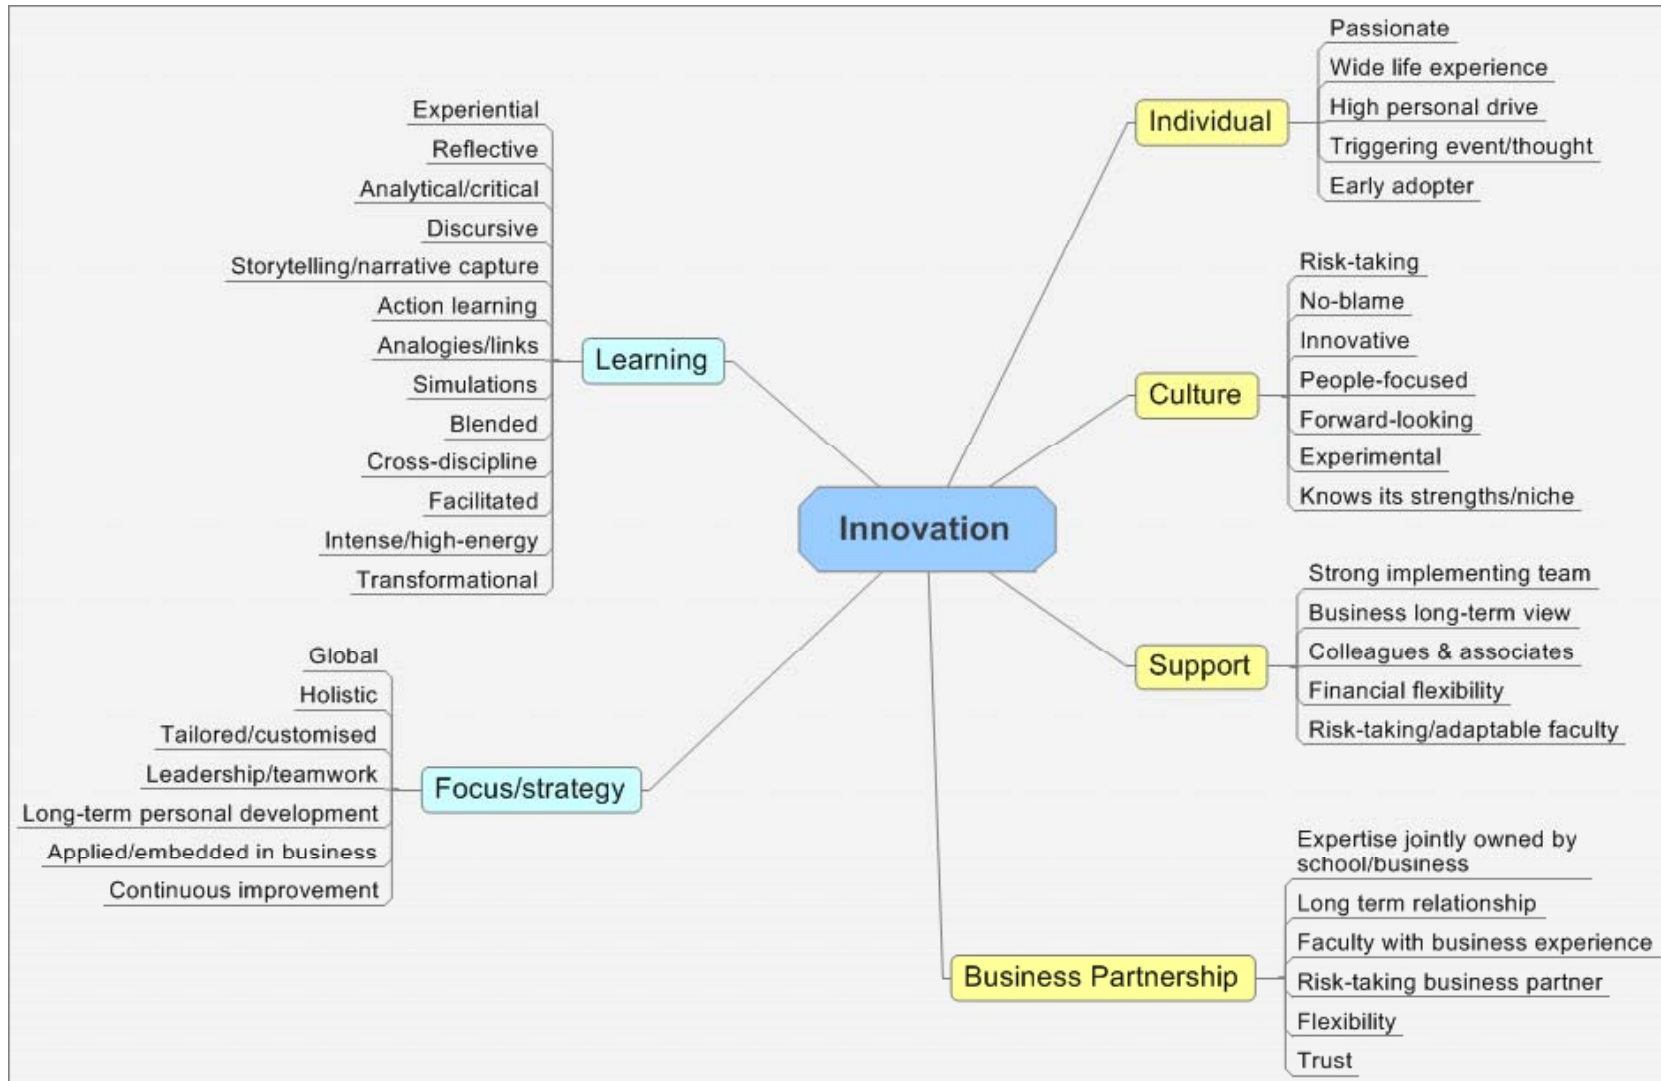 Innovation
Learning
Experiential
Reflective
Analytical/critical
Discursive
Storytelling/narrative capture
Action learning
Analogies/links
Simulations
Blended
Cross-discipline
Facilitated
Intense/high-energy
Transformational
Focus/strategy
Global
Holistic
Tailored/customised
Leadership/teamwork
Long-term personal development
Applied/embedded in business
Continuous improvement
Individual
Passionate
Wide life experience
High personal drive
Triggering event/thought
Early adopter
Culture
Risk-taking
No-blame
Innovative
People-focused
Forward-looking
Experimental
Knows its strengths/niche
Support
Strong implementing team
Business long-term view
Colleagues & associates
Financial flexibility
Risk-taking/adaptable faculty
Business Partnership
Expertise jointly owned by
school/business
Long term relationship
Faculty with business experience
Risk-taking business partner
Flexibility
Trust